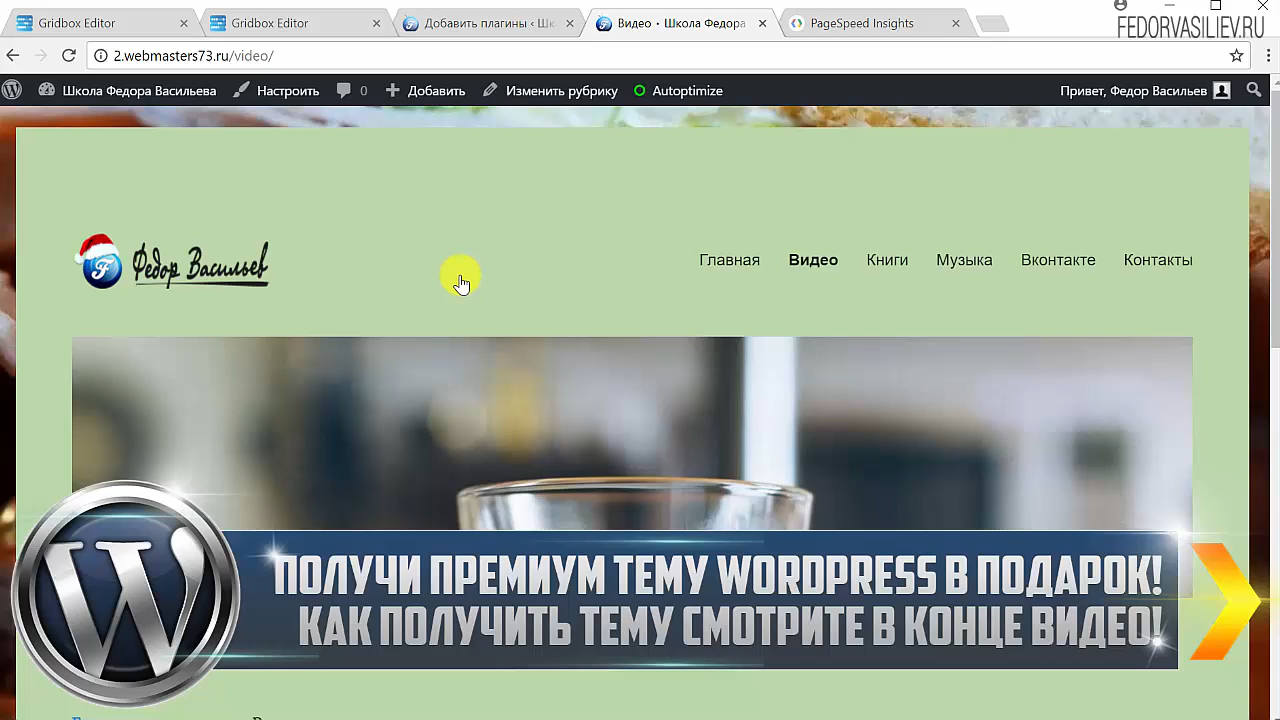 Gridbox Editor
Gridbox Editor
Добавить плагины ‹ Шк
Видео - Школа Федора
PageSpeed Insights
FEDORVASILIEV.RU
2.webmasters73.ru/video/
Школа Федора Васильева
Настроить
0
Добавить
Изменить рубрику
Autoptimize
Привет, Федор Васильев
Федор Васильев
Главная
Видео
Книги
Музыка
Вконтакте
Контакты
ПОЛУЧИ ПРЕМИУМ ТЕМУ WORDPRESS В ПОДАРОК!
КАК ПОЛУЧИТЬ ТЕМУ СМОТРИТЕ В КОНЦЕ ВИДЕО!